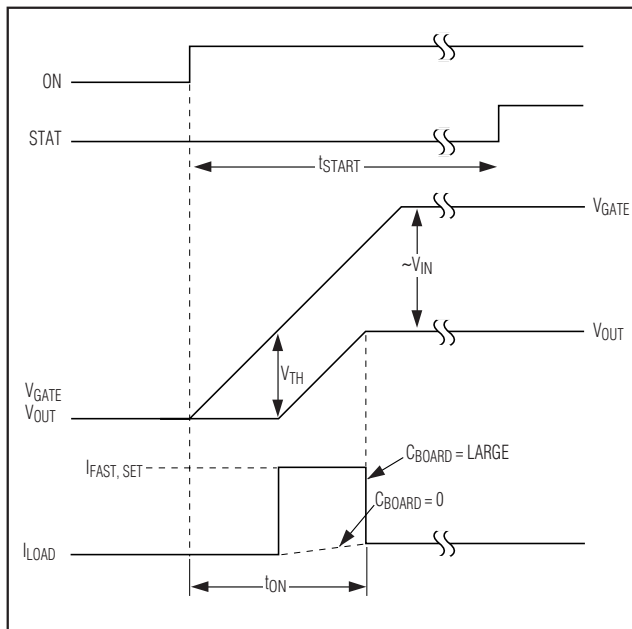 ON
STAT
tSTART
VGATE
~VIN
VOUT
VTH
VGATE
VOUT
CBOARD = LARGE
IFAST, SET
CBOARD = 0
ILOAD
tON